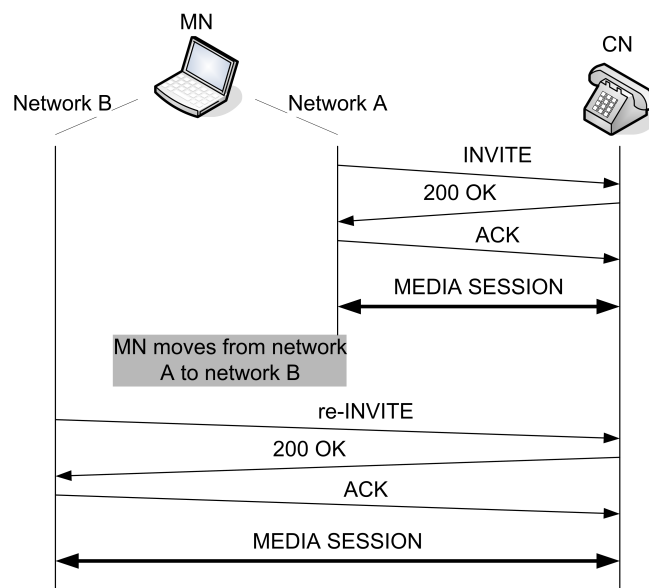 MN
CN
Network B
Network A
INVITE
200 OK
ACK
MEDIA SESSION
MN moves from network
A to network B
re-INVITE
200 OK
ACK
MEDIA SESSION